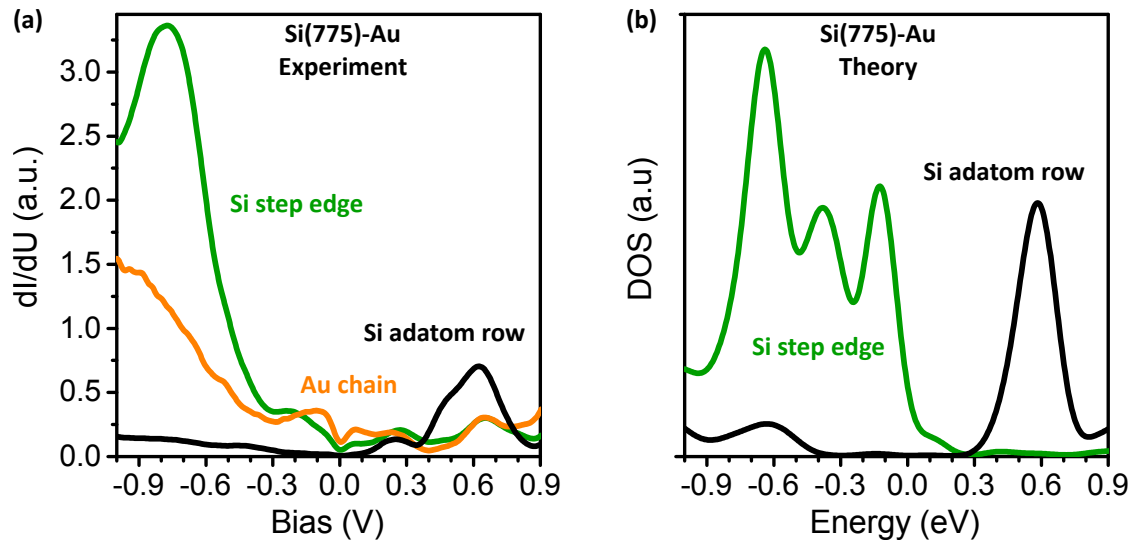 (a)
Si(775)-Au
Experiment
3.0
2.5
2.0
1.5
1.0
0.5
0.0
dI/dU (a.u.)
Si step edge
Au chain
Si adatom row
-0.9 -0.6 -0.3 0.0 0.3 0.6 0.9
Bias (V)
(b)
Si(775)-Au
Theory
DOS (a.u)
Si adatom row
Si step edge
-0.9 -0.6 -0.3 0.0 0.3 0.6 0.9
Energy (eV)